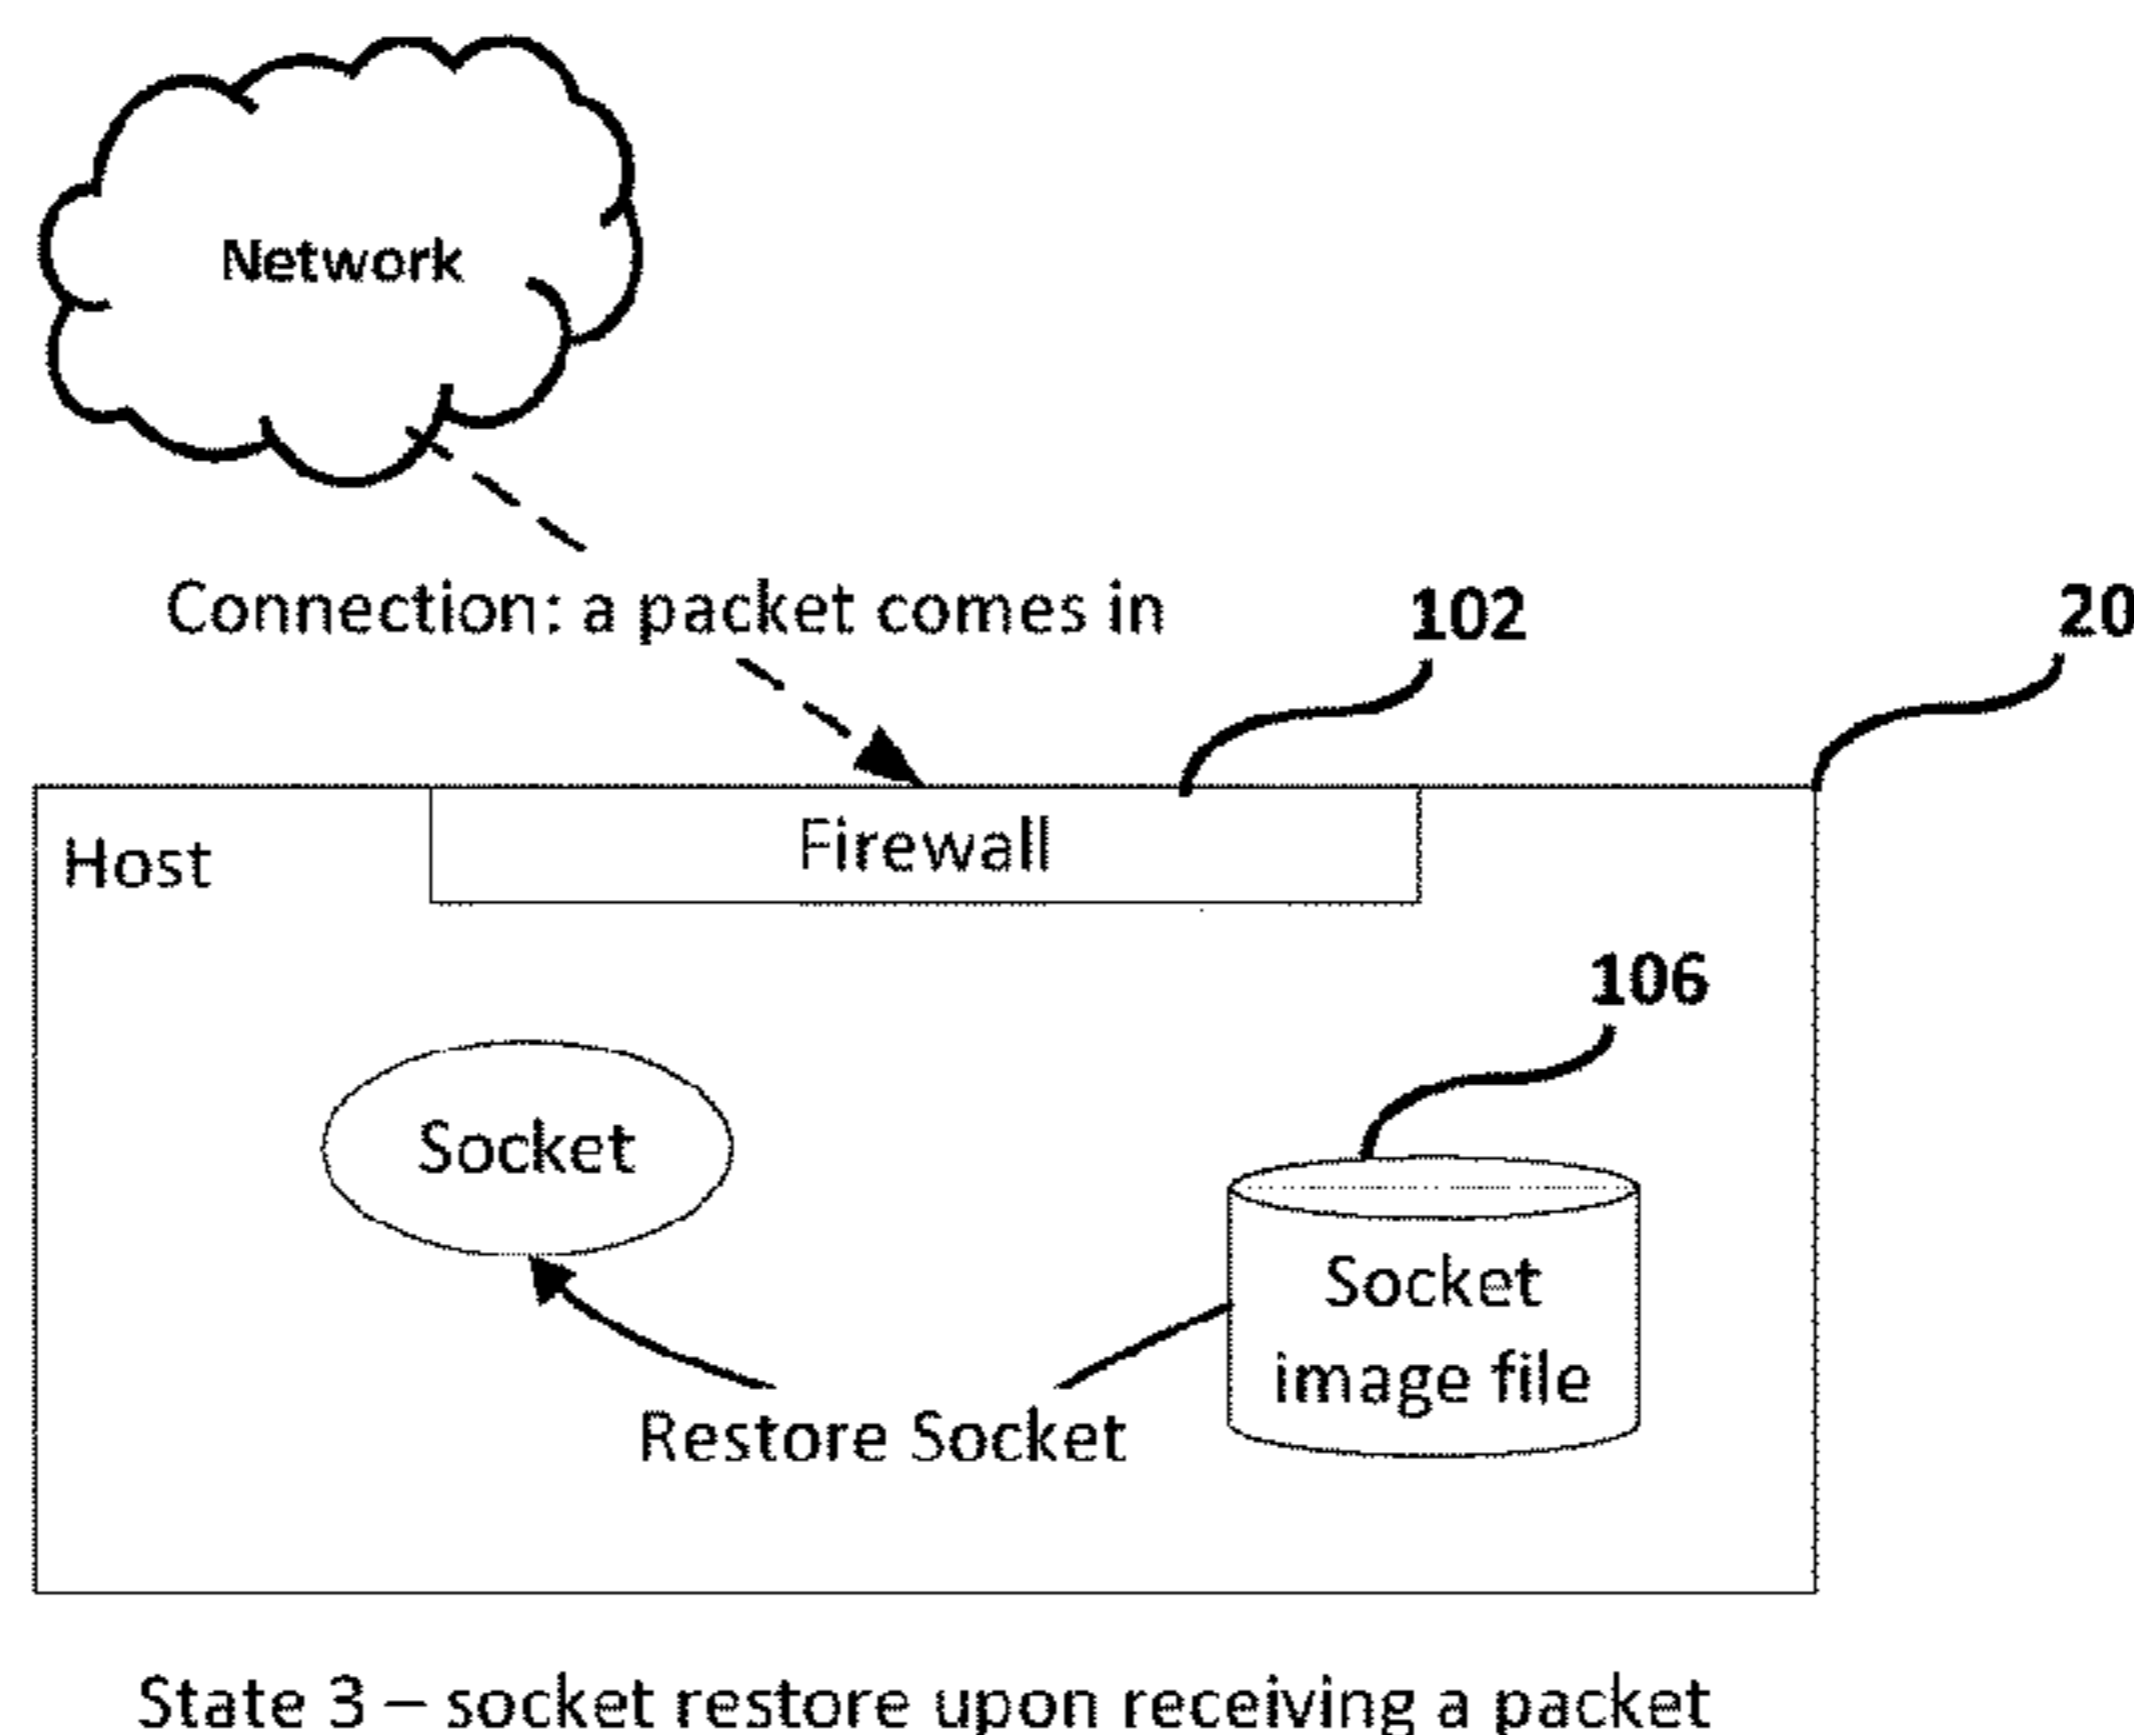 Network
Connection: a packet comes in
102
20
Host
Firewall
106
Socket
Socket
image file
Restore Socket
State 3 – socket restore upon receiving a packet